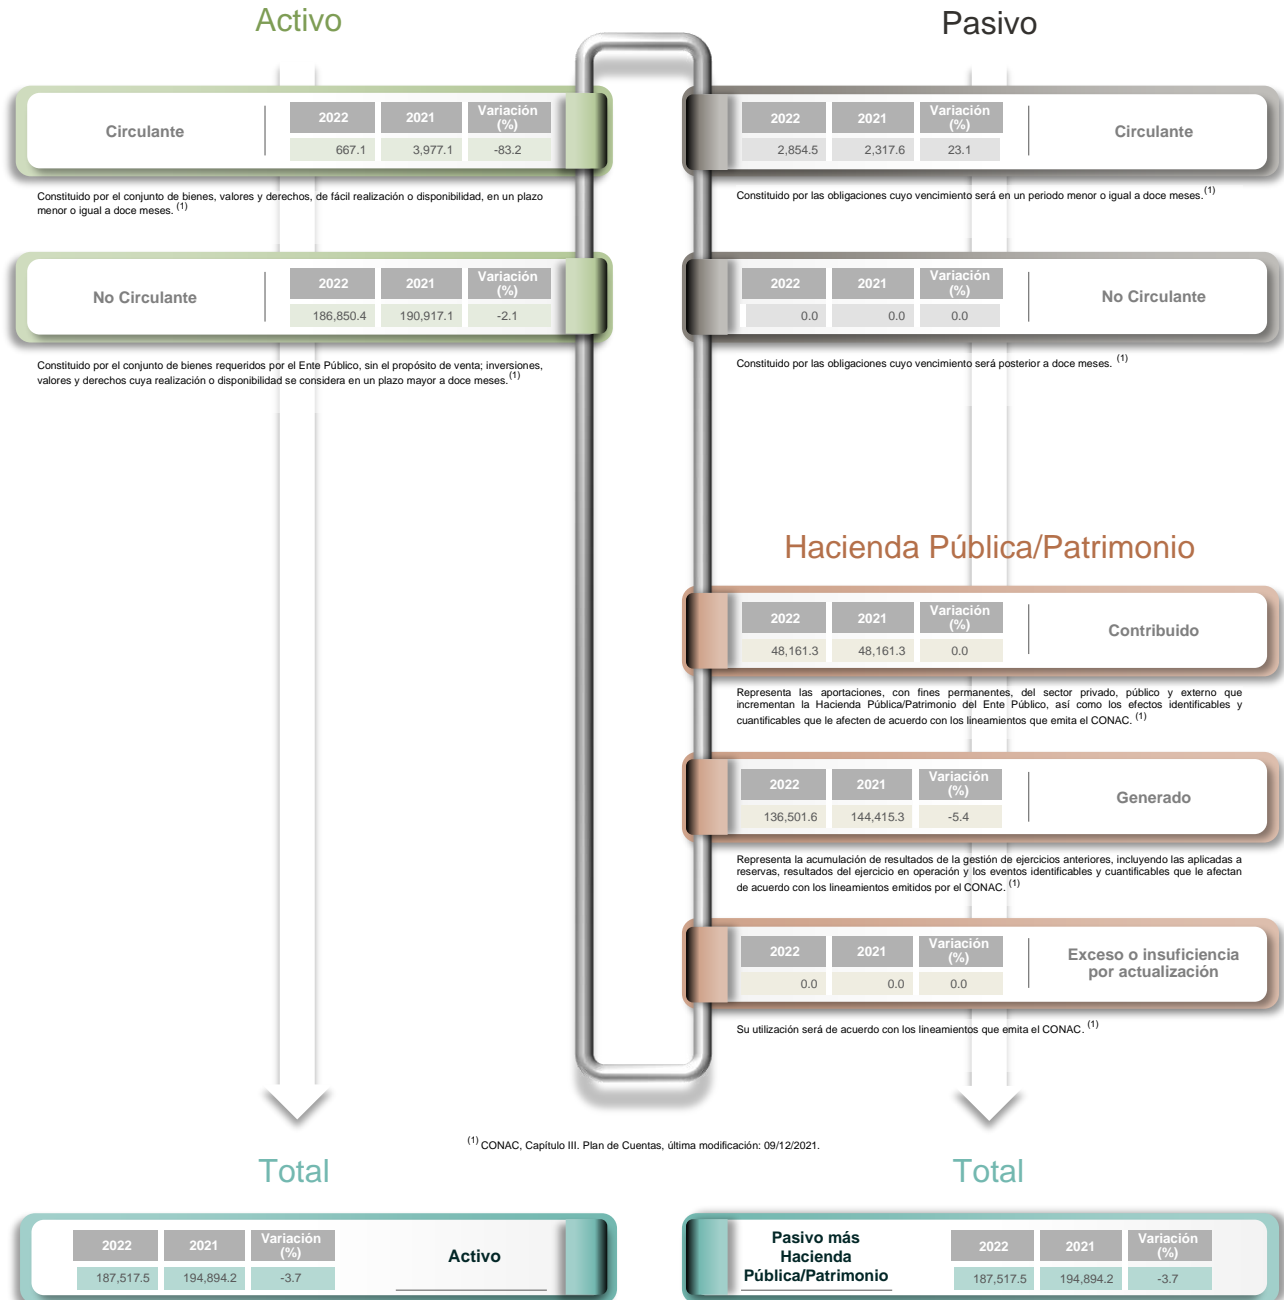 Activo
Circulante
2022 2021 Variación (%)
667.1 3,977.1 -83.2
Constituido por el conjunto de bienes, valores y derechos, de fácil realización o disponibilidad, en un plazo
menor o igual a doce meses. (1)
No Circulante
2022 2021 Variación (%)
186,850.4 190,917.1 -2.1
Constituido por el conjunto de bienes requeridos por el Ente Público, sin el propósito de venta; inversiones,
valores y derechos cuya realización o disponibilidad se considera en un plazo mayor a doce meses. (1)
Pasivo
2022 2021 Variación (%)
2,854.5 2,317.6 23.1
Circulante
Constituido por las obligaciones cuyo vencimiento será en un periodo menor o igual a doce meses. (1)
2022 2021 Variación (%)
0.0 0.0 0.0
No Circulante
Constituido por las obligaciones cuyo vencimiento será posterior a doce meses. (1)
Hacienda Pública/Patrimonio
2022 2021 Variación (%)
48,161.3 48,161.3 0.0
Contribuido
Representa las aportaciones, con fines permanentes, del sector privado, público y externo que
incrementan la Hacienda Pública/Patrimonio del Ente Público, así como los efectos identificables y
cuantificables que le afecten de acuerdo con los lineamientos que emita el CONAC. (1)
2022 2021 Variación (%)
136,501.6 144,415.3 -5.4
Generado
Representa la acumulación de resultados de la gestión de ejercicios anteriores, incluyendo las aplicadas a
reservas, resultados del ejercicio en operación y los eventos identificables y cuantificables que le afectan
de acuerdo con los lineamientos emitidos por el CONAC. (1)
2022 2021 Variación (%)
0.0 0.0 0.0
Exceso o insuficiencia
por actualización
Su utilización será de acuerdo con los lineamientos que emita el CONAC. (1)
(1) CONAC, Capítulo III. Plan de Cuentas, última modificación: 09/12/2021.
Total
2022 2021 Variación (%)
187,517.5 194,894.2 -3.7
Activo
Total
Pasivo más
Hacienda
Pública/Patrimonio
2022 2021 Variación (%)
187,517.5 194,894.2 -3.7